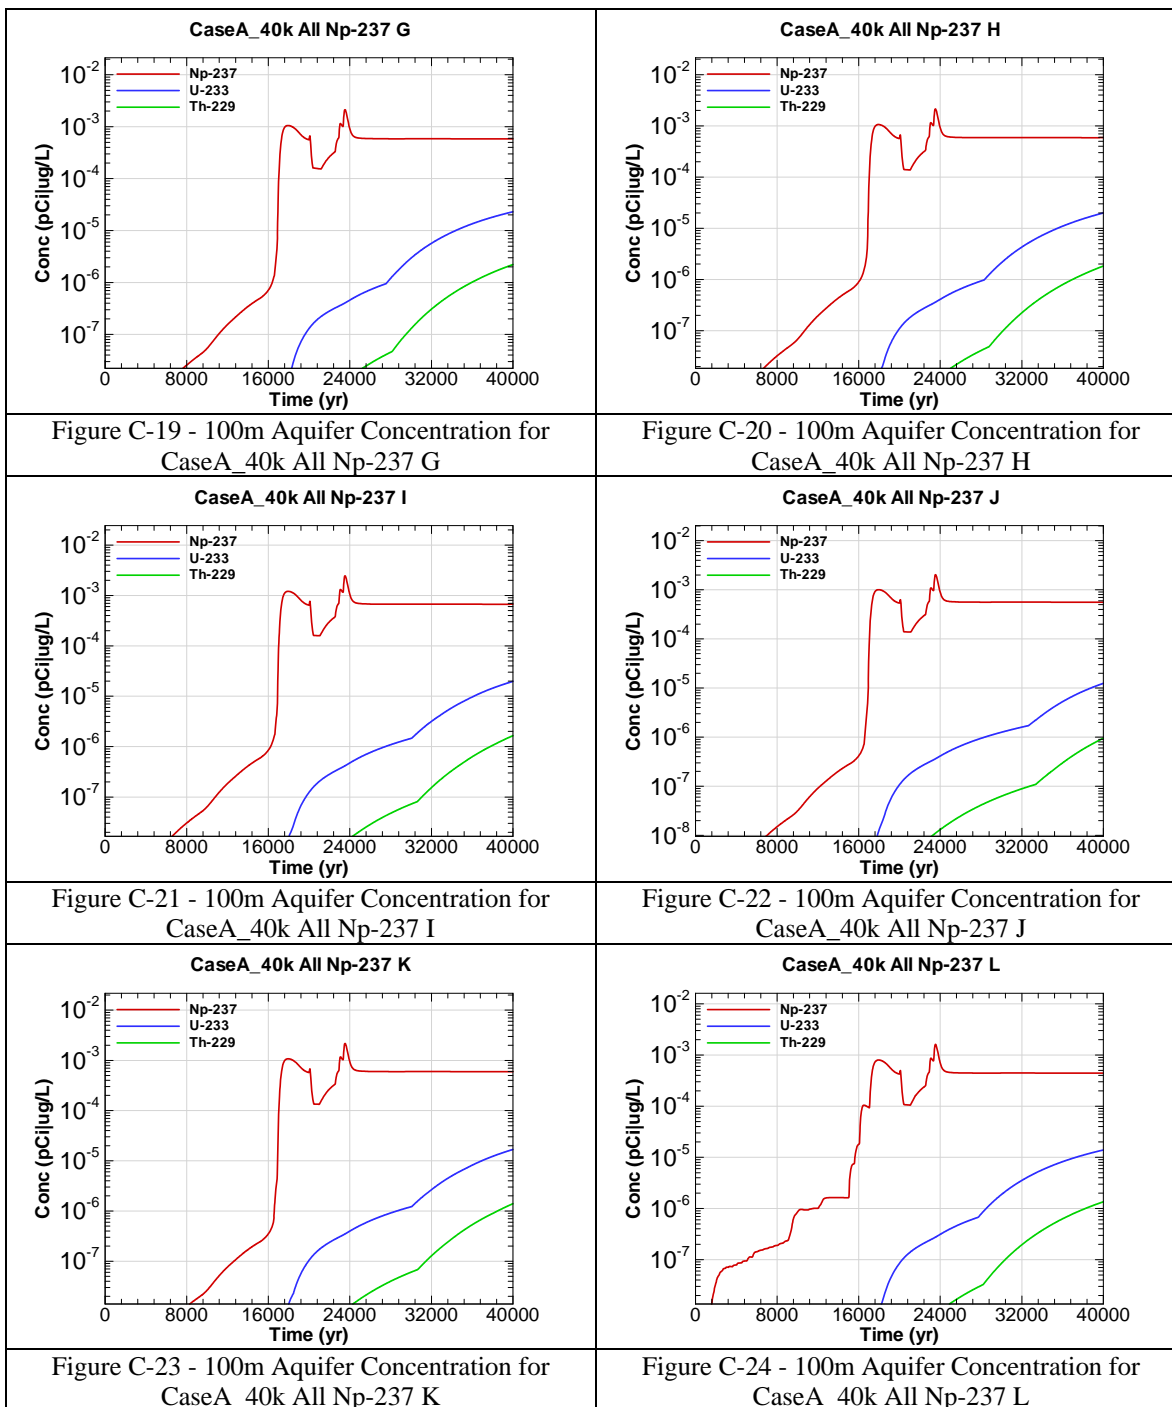 CaseA_40k All Np-237 G
Np-237
U-233
Th-229
Conc (pCi|ug/L)
10^-2
10^-3
10^-4
10^-5
10^-6
10^-7
0 8000 16000 24000 32000 40000
Time (yr)
Figure C-19 - 100m Aquifer Concentration for
CaseA_40k All Np-237 G
CaseA_40k All Np-237 H
Np-237
U-233
Th-229
Conc (pCi|ug/L)
10^-2
10^-3
10^-4
10^-5
10^-6
10^-7
0 8000 16000 24000 32000 40000
Time (yr)
Figure C-20 - 100m Aquifer Concentration for
CaseA_40k All Np-237 H
CaseA_40k All Np-237 I
Np-237
U-233
Th-229
Conc (pCi|ug/L)
10^-2
10^-3
10^-4
10^-5
10^-6
10^-7
0 8000 16000 24000 32000 40000
Time (yr)
Figure C-21 - 100m Aquifer Concentration for
CaseA_40k All Np-237 I
CaseA_40k All Np-237 J
Np-237
U-233
Th-229
Conc (pCi|ug/L)
10^-2
10^-3
10^-4
10^-5
10^-6
10^-7
10^-8
0 8000 16000 24000 32000 40000
Time (yr)
Figure C-22 - 100m Aquifer Concentration for
CaseA_40k All Np-237 J
CaseA_40k All Np-237 K
Np-237
U-233
Th-229
Conc (pCi|ug/L)
10^-2
10^-3
10^-4
10^-5
10^-6
10^-7
0 8000 16000 24000 32000 40000
Time (yr)
Figure C-23 - 100m Aquifer Concentration for
CaseA_40k All Np-237 K
CaseA_40k All Np-237 L
Np-237
U-233
Th-229
Conc (pCi|ug/L)
10^-2
10^-3
10^-4
10^-5
10^-6
10^-7
0 8000 16000 24000 32000 40000
Time (yr)
Figure C-24 - 100m Aquifer Concentration for
CaseA_40k All Np-237 L